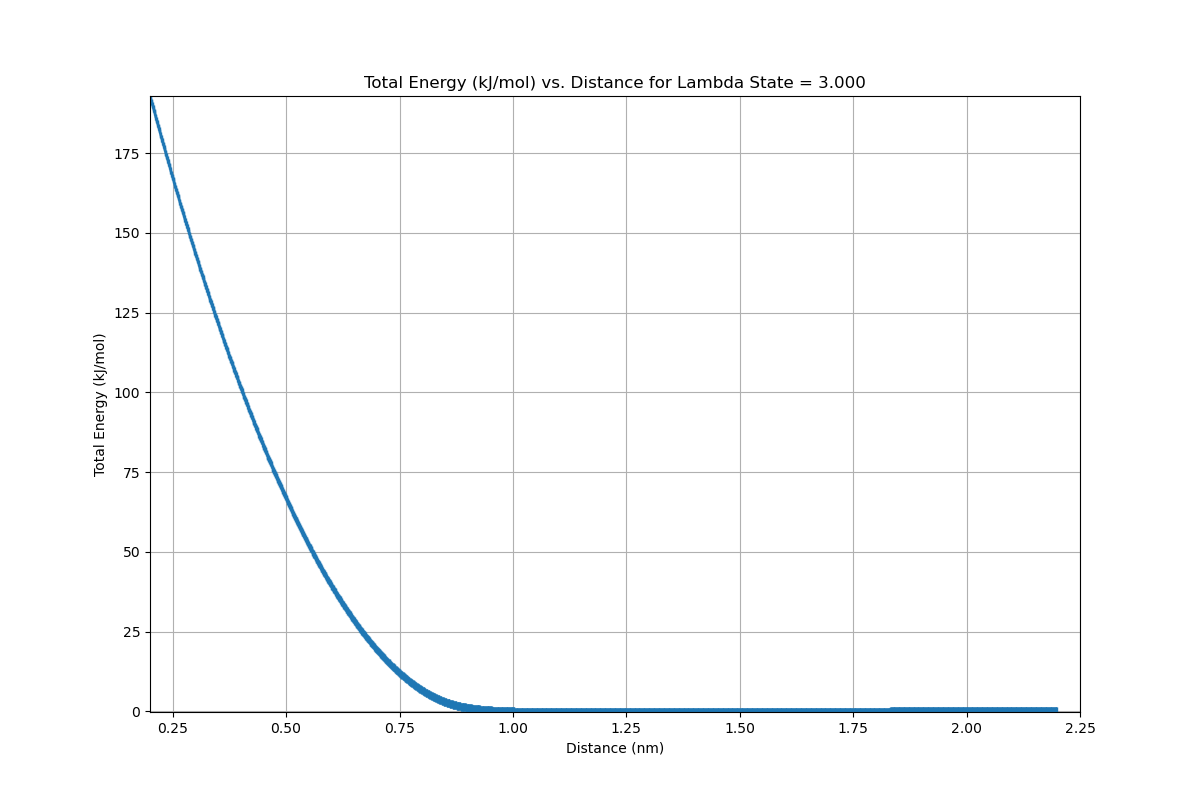 Total Energy (kJ/mol) vs. Distance for Lambda State = 3.000
Total Energy (kJ/mol)
175
150
125
100
75
50
25
0
0.25 0.50 0.75 1.00 1.25 1.50 1.75 2.00 2.25
Distance (nm)